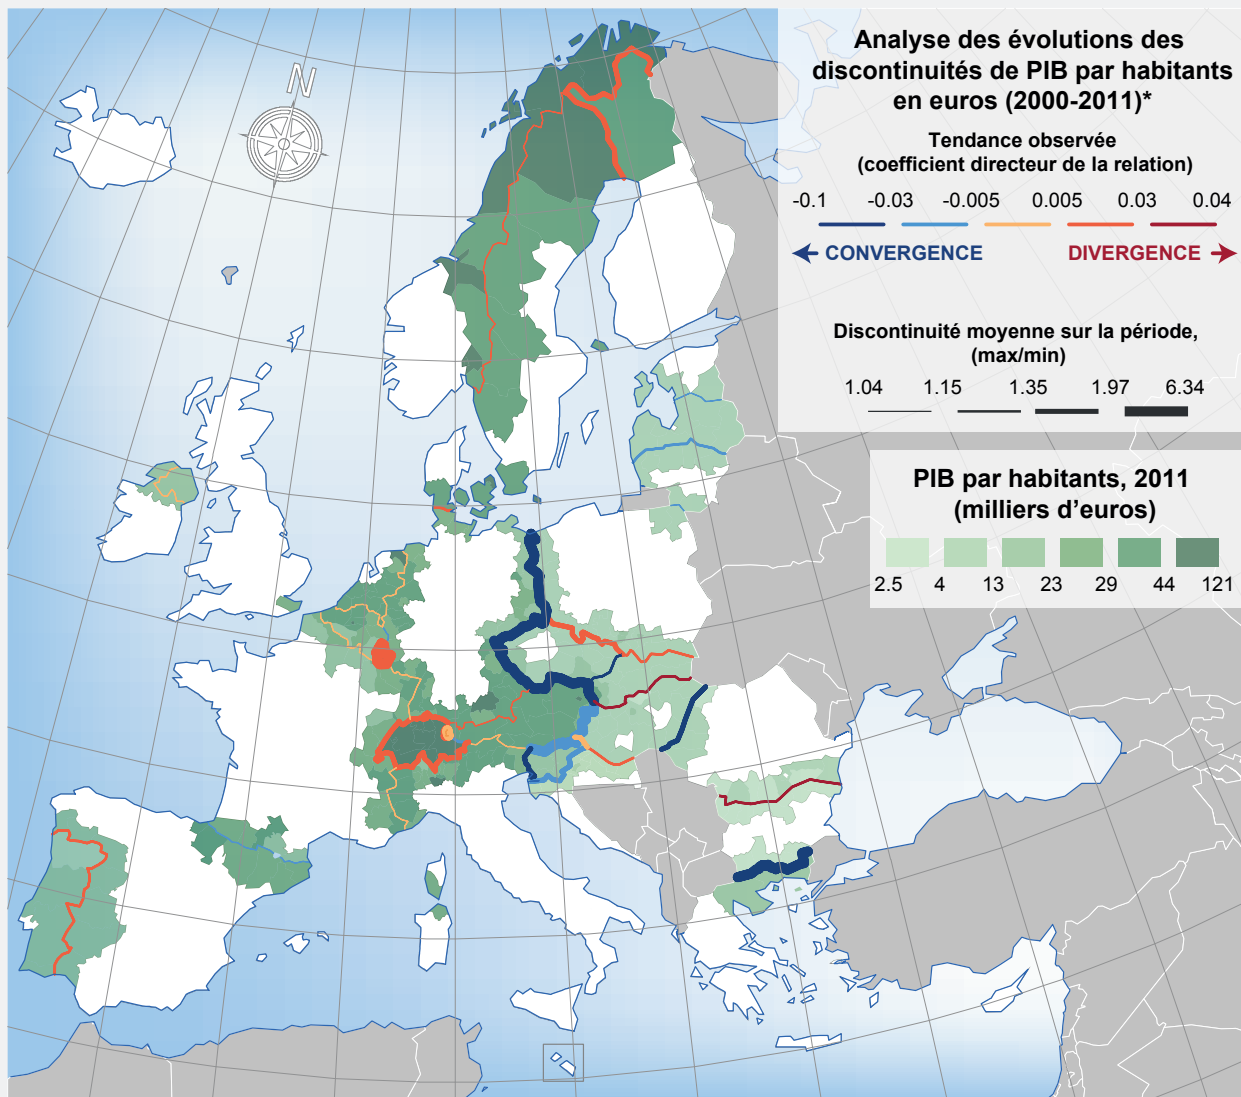 N
Analyse des évolutions des
discontinuités de PIB par habitants
en euros (2000-2011)*
Tendance observée
(coefficient directeur de la relation)
-0.1 -0.03 -0.005 0.005 0.03 0.04
CONVERGENCE DIVERGENCE
Discontinuité moyenne sur la période,
(max/min)
1.04 1.15 1.35 1.97 6.34
PIB par habitants, 2011
(milliers d'euros)
2.5 4 13 23 29 44 121